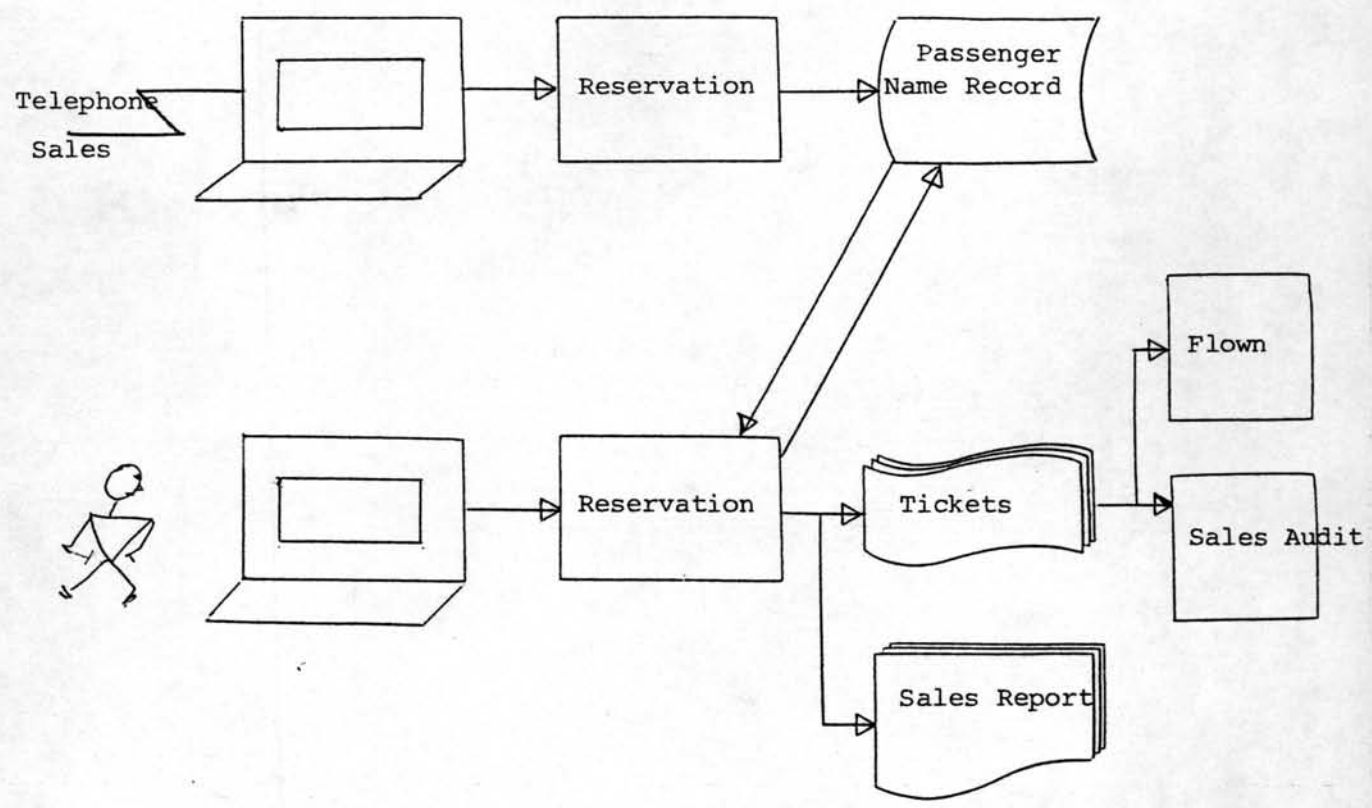 Telephone
Sales
Reservation
Passenger
Name Record
Flown
Reservation
Tickets
Sales Audit
Sales Report